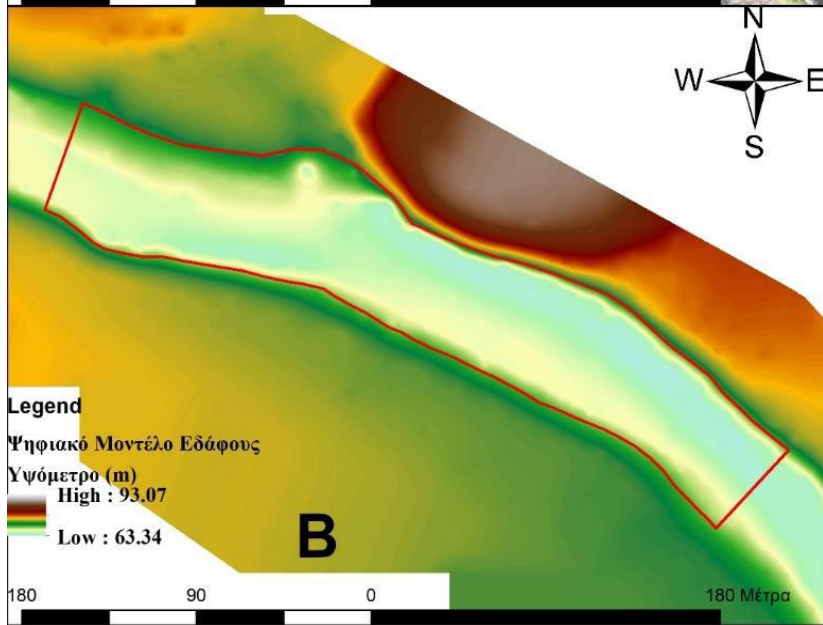 N
W E
S
Legend
Ψηφιακό Μοντέλο Εδάφους
Υψόμετρο (m)
High : 93.07
Low : 63.34
B
180 90 0 180 Μέτρα